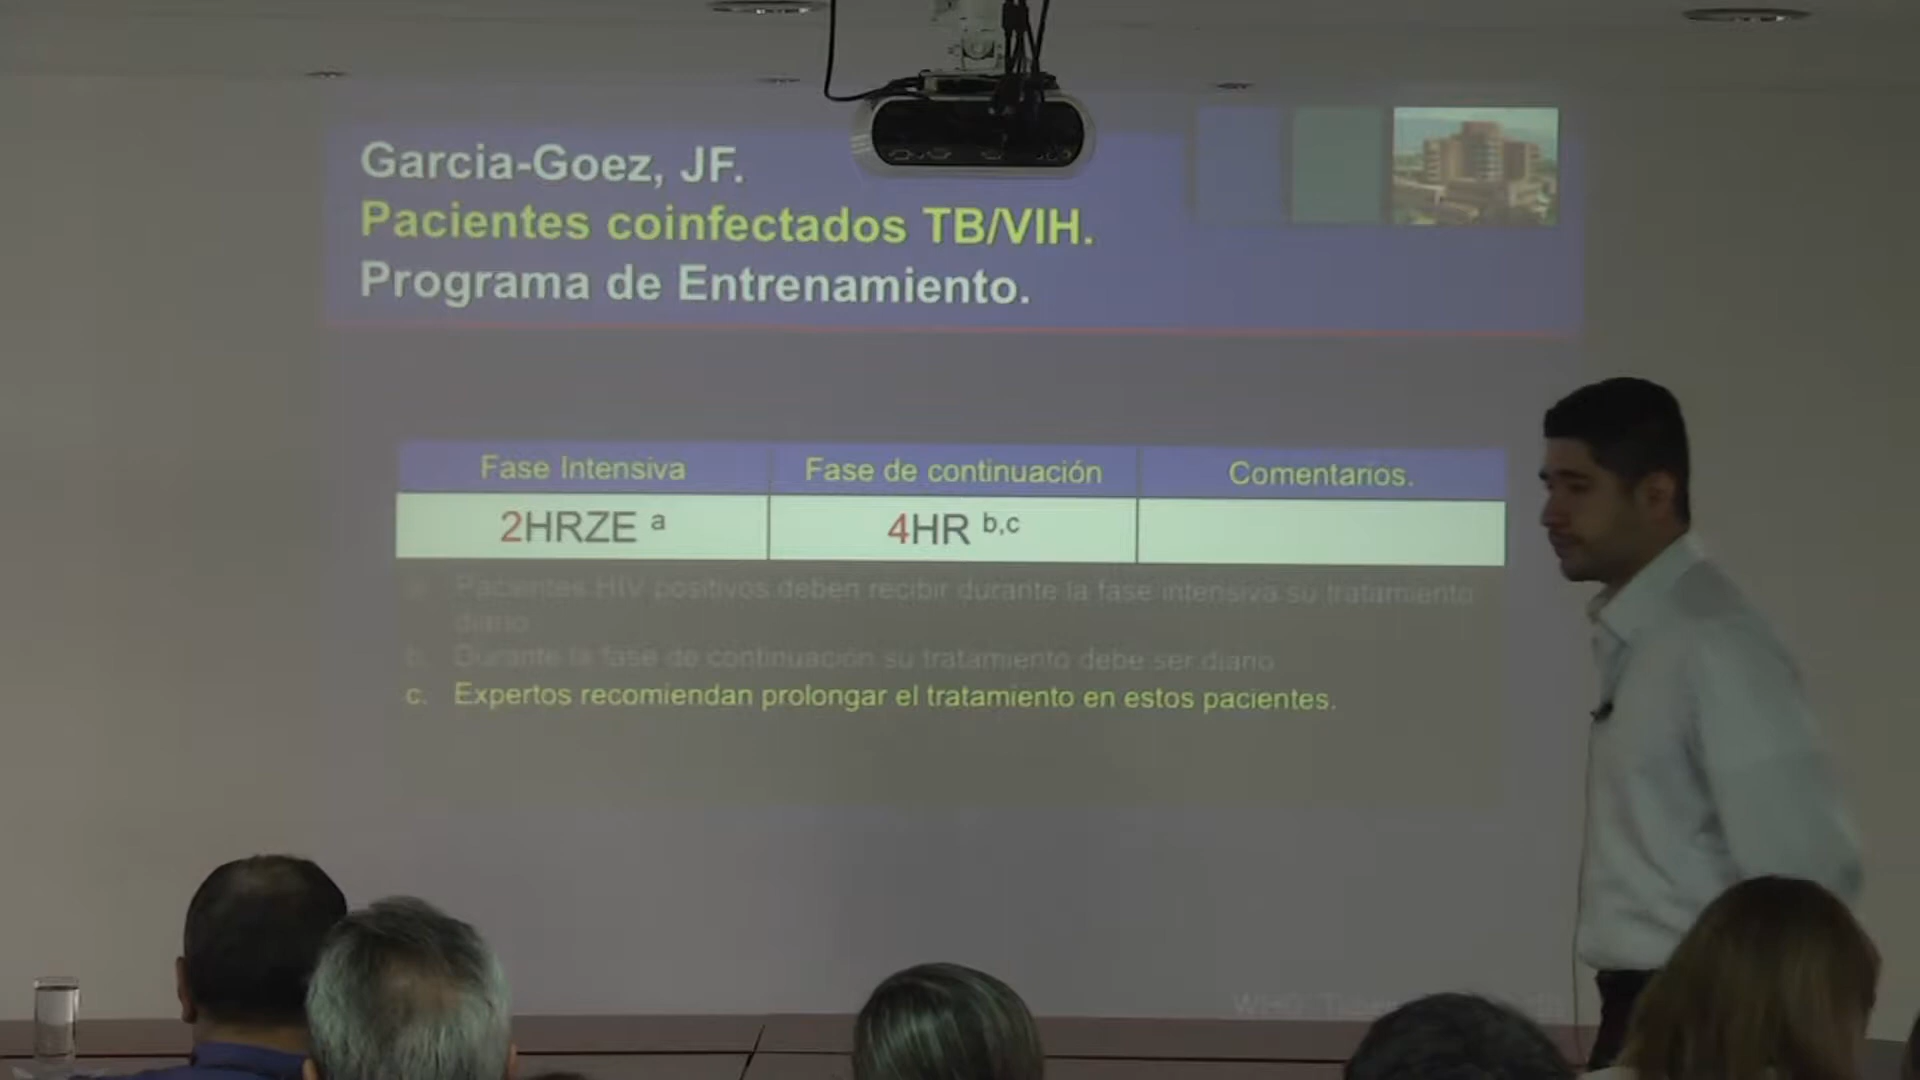 Garcia-Goez, JF.
Pacientes coinfectados TB/VIH.
Programa de Entrenamiento.
Fase Intensiva Fase de continuación Comentarios.
2HRZE a 4HR b,c
a. Pacientes HIV positivos deben recibir durante la fase intensiva su tratamiento
diario
b. Durante la fase de continuación su tratamiento debe ser diario
c. Expertos recomiendan prolongar el tratamiento en estos pacientes.
WHO.